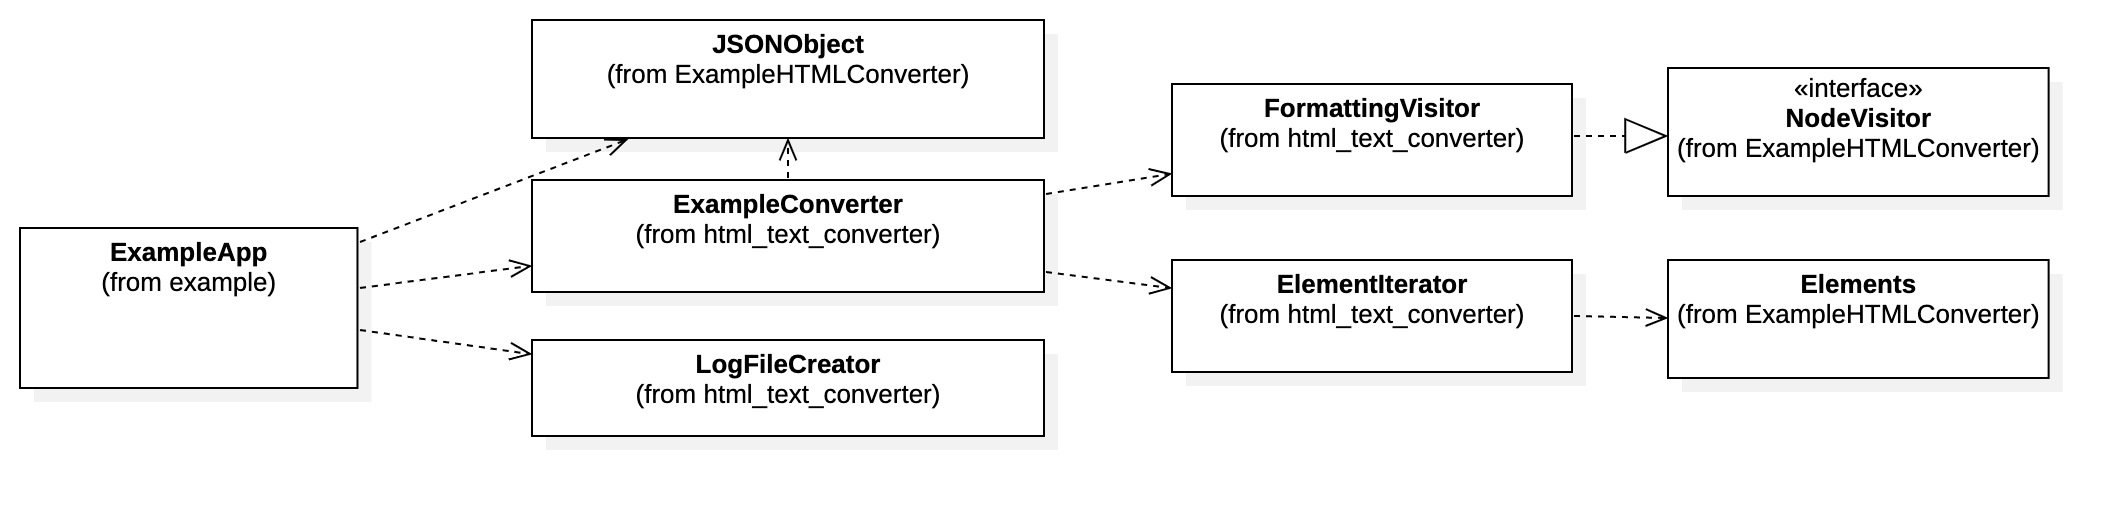 JSONObject
(from ExampleHTMLConverter)
FormattingVisitor
(from html_text_converter)
«interface»
NodeVisitor
(from ExampleHTMLConverter)
ExampleConverter
(from html_text_converter)
ExampleApp
(from example)
ElementIterator
(from html_text_converter)
Elements
(from ExampleHTMLConverter)
LogFileCreator
(from html_text_converter)